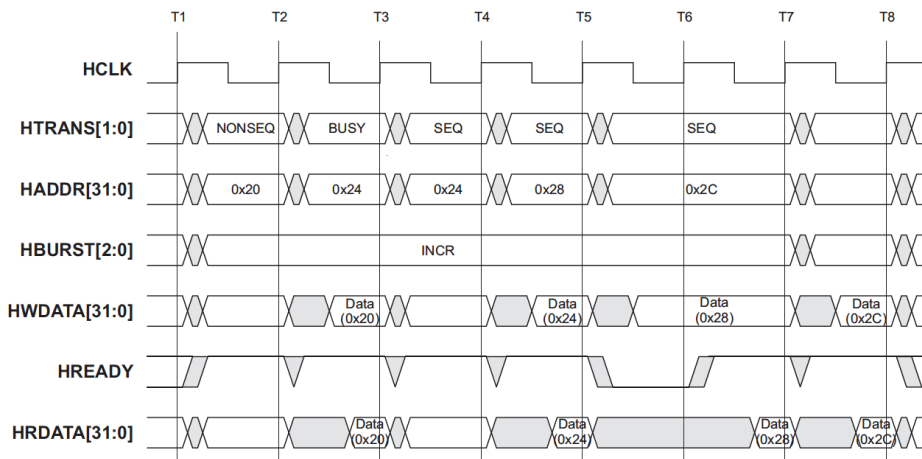 T1 T2 T3 T4 T5 T6 T7 T8
HCLK
HTRANS[1:0] NONSEQ BUSY SEQ SEQ SEQ
HADDR[31:0] 0x20 0x24 0x24 0x28 0x2C
HBURST[2:0] INCR
HWDATA[31:0] Data Data Data Data
(0x20) (0x24) (0x28) (0x2C)
HREADY
HRDATA[31:0] Data Data Data Data
(0x20) (0x24) (0x28) (0x2C)